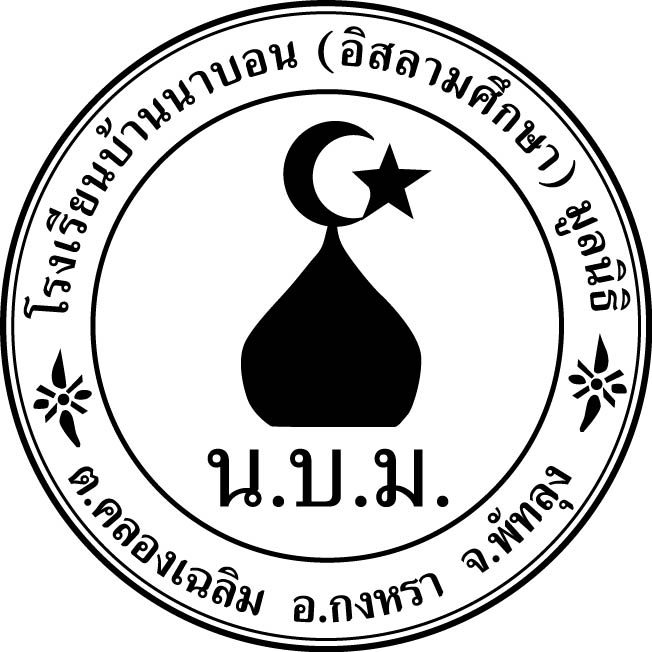 โรงเรียนบ้านนาบอน (อิสลามศึกษา) มูลนิธิ
น.บ.ม.
ต.คลองเฉลิม อ.กงหรา จ.พัทลุง